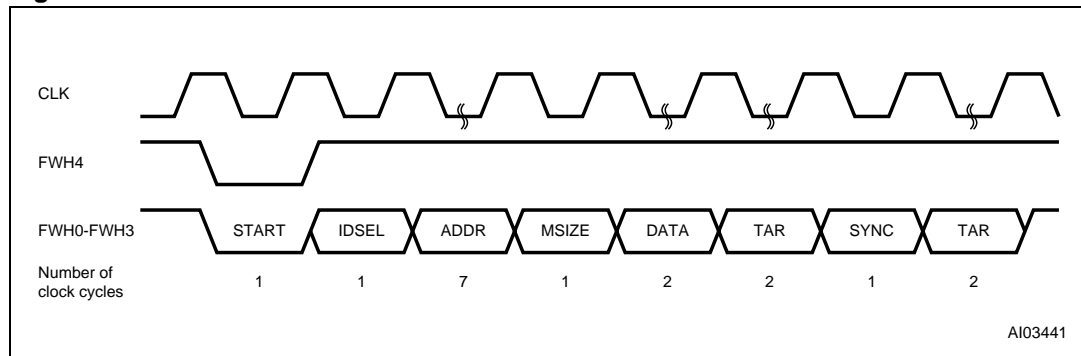 CLK
FWH4
FWH0-FWH3 START IDSEL ADDR MSIZE DATA TAR SYNC TAR
Number of
clock cycles 1 1 7 1 2 2 1 2
AI03441